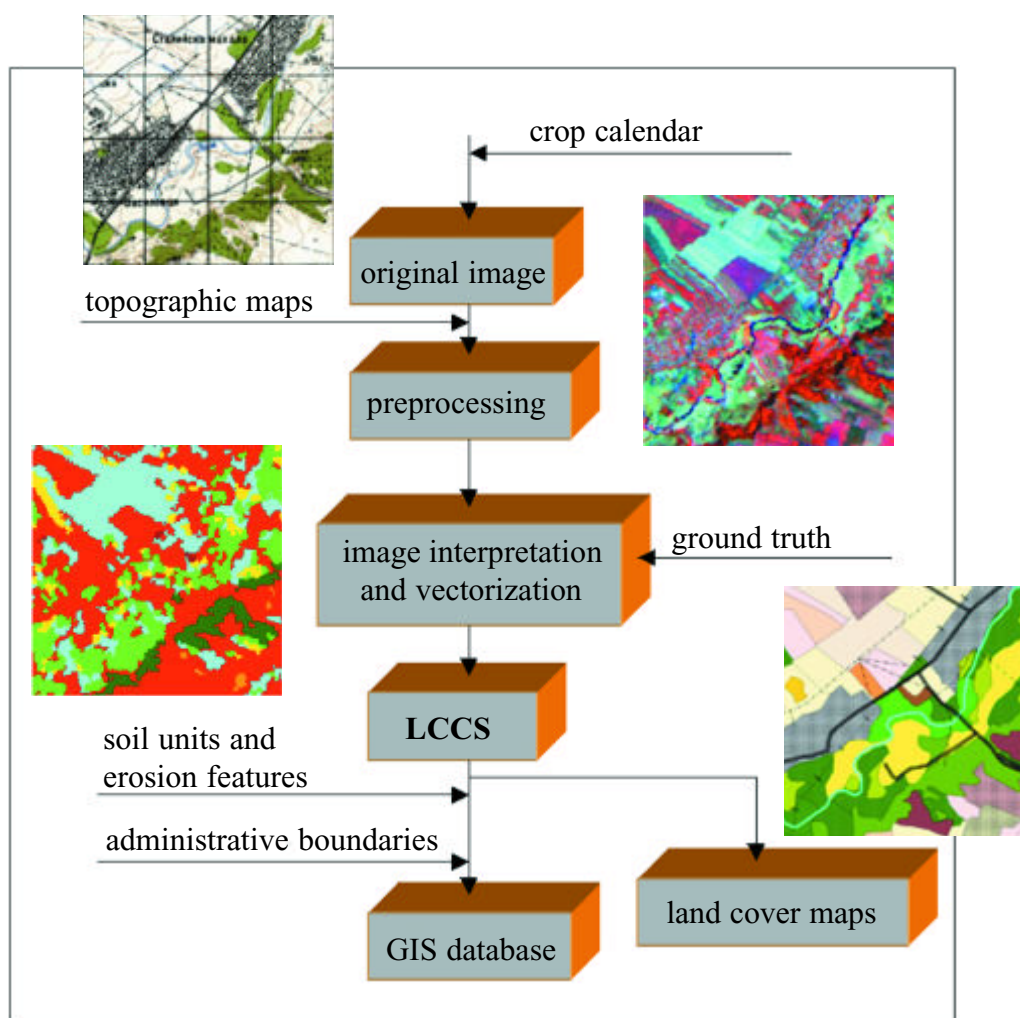 crop calendar
original image
topographic maps
preprocessing
image interpretation
and vectorization
ground truth
LCCS
soil units and
erosion features
administrative boundaries
land cover maps
GIS database